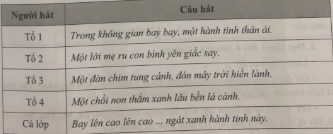 Người hát Câu hát
Tổ 1 Trong không gian bay bay, một hành tinh thân ái.
Tổ 2 Một lời mẹ ru con bình yên giấc say.
Tổ 3 Một đàn chim tung cánh, đón mây trời hiền lành.
Tổ 4 Một chồi non thắm xanh lâu bền lá cành.
Cả lớp Bay lên cao lên cao ... ngát xanh hành tinh này.